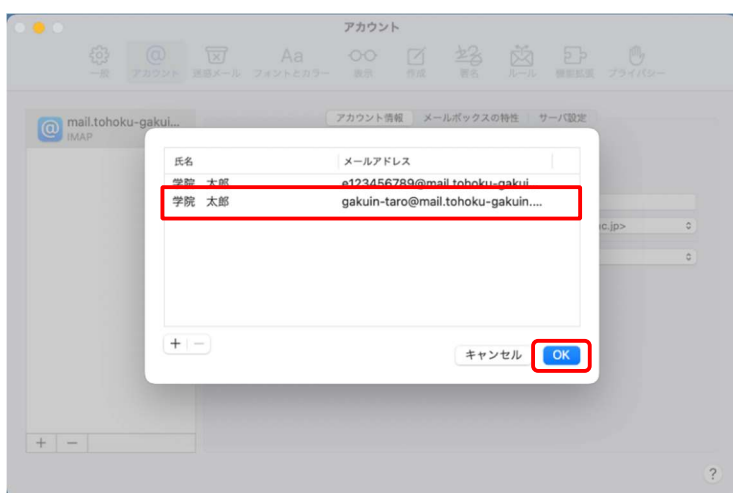 アカウント
一般 アカウント 迷惑メール フォントとカラー 表示 作成 署名 ルール 機能拡張 プライバシー
アカウント情報 メールボックスの特性 サーバ設定
mail.tohoku-gakui...
IMAP
氏名 メールアドレス
学院 太郎 e123456789@mail.tohoku-gakui
学院 太郎 gakuin-taro@mail.tohoku-gakuin....
c.jp>
キャンセル OK
?